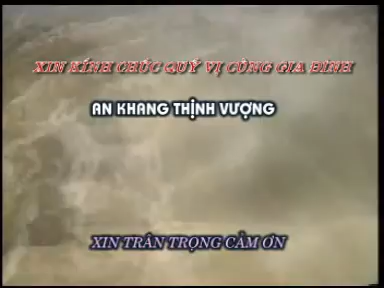 XIN KÍNH CHÚC QUÝ VỊ CÙNG GIA ĐÌNH
AN KHANG THỊNH VƯỢNG
XIN TRÂN TRỌNG CẢM ƠN